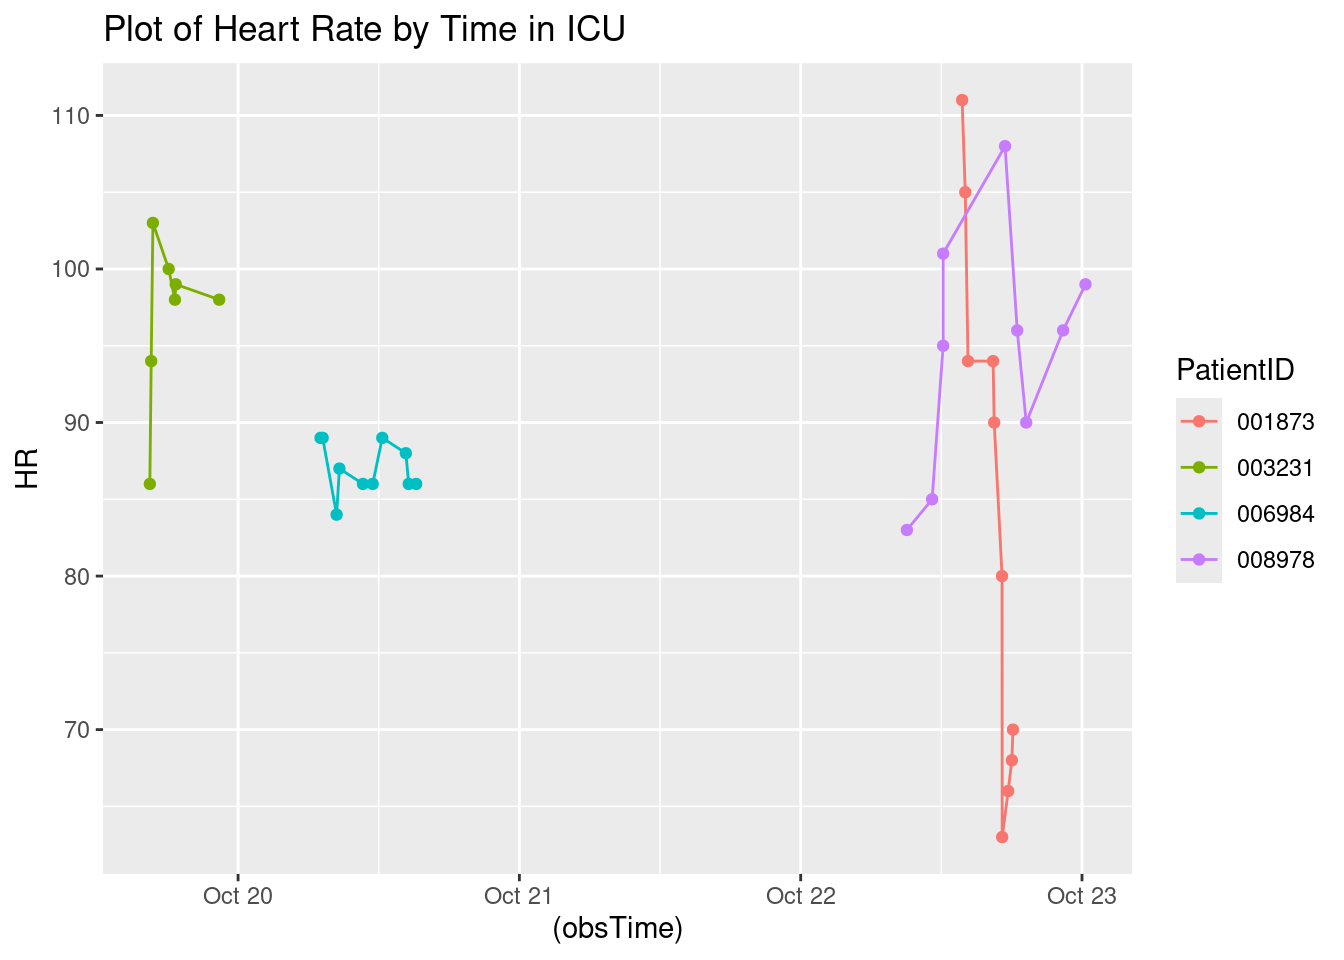 Plot of Heart Rate by Time in ICU
110
100
90
80
70
HR
Oct 20
Oct 21
Oct 22
Oct 23
(obsTime)
PatientID
001873
003231
006984
008978